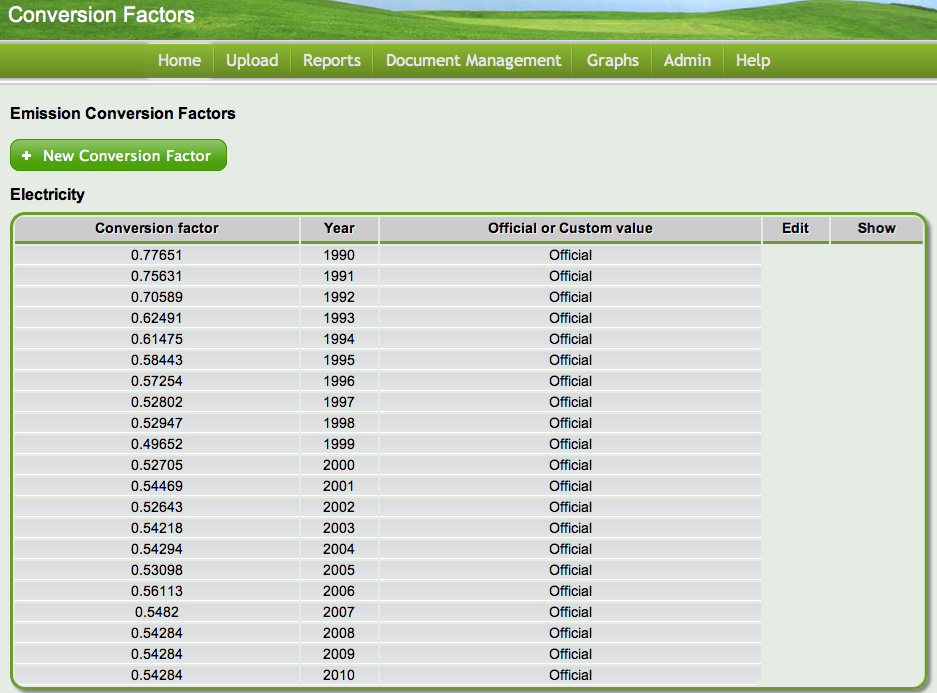 Conversion Factors
Home Upload Reports Document Management Graphs Admin Help
Emission Conversion Factors
+ New Conversion Factor
Electricity
Conversion factor Year Official or Custom value Edit Show
0.77651 1990 Official
0.75631 1991 Official
0.70589 1992 Official
0.62491 1993 Official
0.61475 1994 Official
0.58443 1995 Official
0.57254 1996 Official
0.52802 1997 Official
0.52947 1998 Official
0.49652 1999 Official
0.52705 2000 Official
0.54469 2001 Official
0.52643 2002 Official
0.54218 2003 Official
0.54294 2004 Official
0.53098 2005 Official
0.56113 2006 Official
0.5482 2007 Official
0.54284 2008 Official
0.54284 2009 Official
0.54284 2010 Official